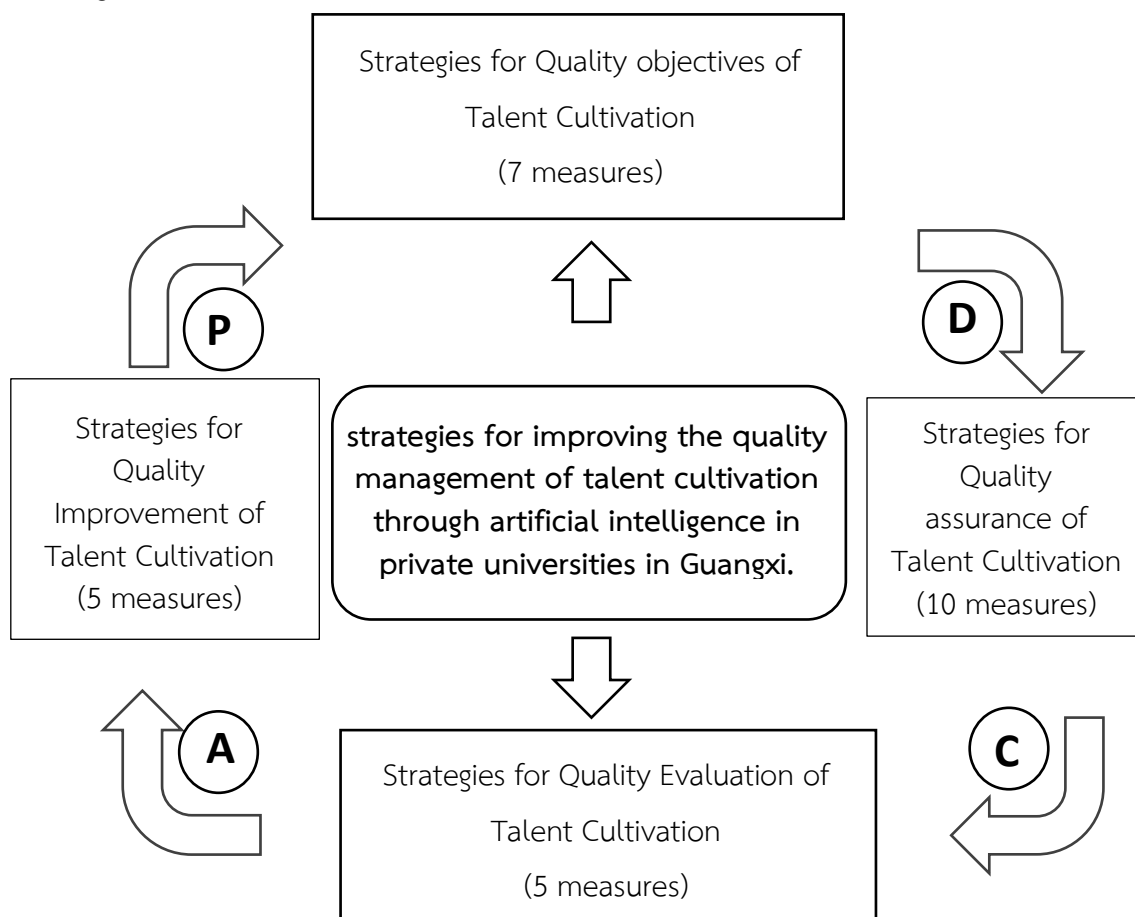 Strategies for Quality objectives of
Talent Cultivation
(7 measures)
P
D
Strategies for
Quality
Improvement of
Talent Cultivation
(5 measures)
strategies for improving the quality
management of talent cultivation
through artificial intelligence in
private universities in Guangxi.
Strategies for
Quality
assurance of
Talent Cultivation
(10 measures)
A
C
Strategies for Quality Evaluation of
Talent Cultivation
(5 measures)